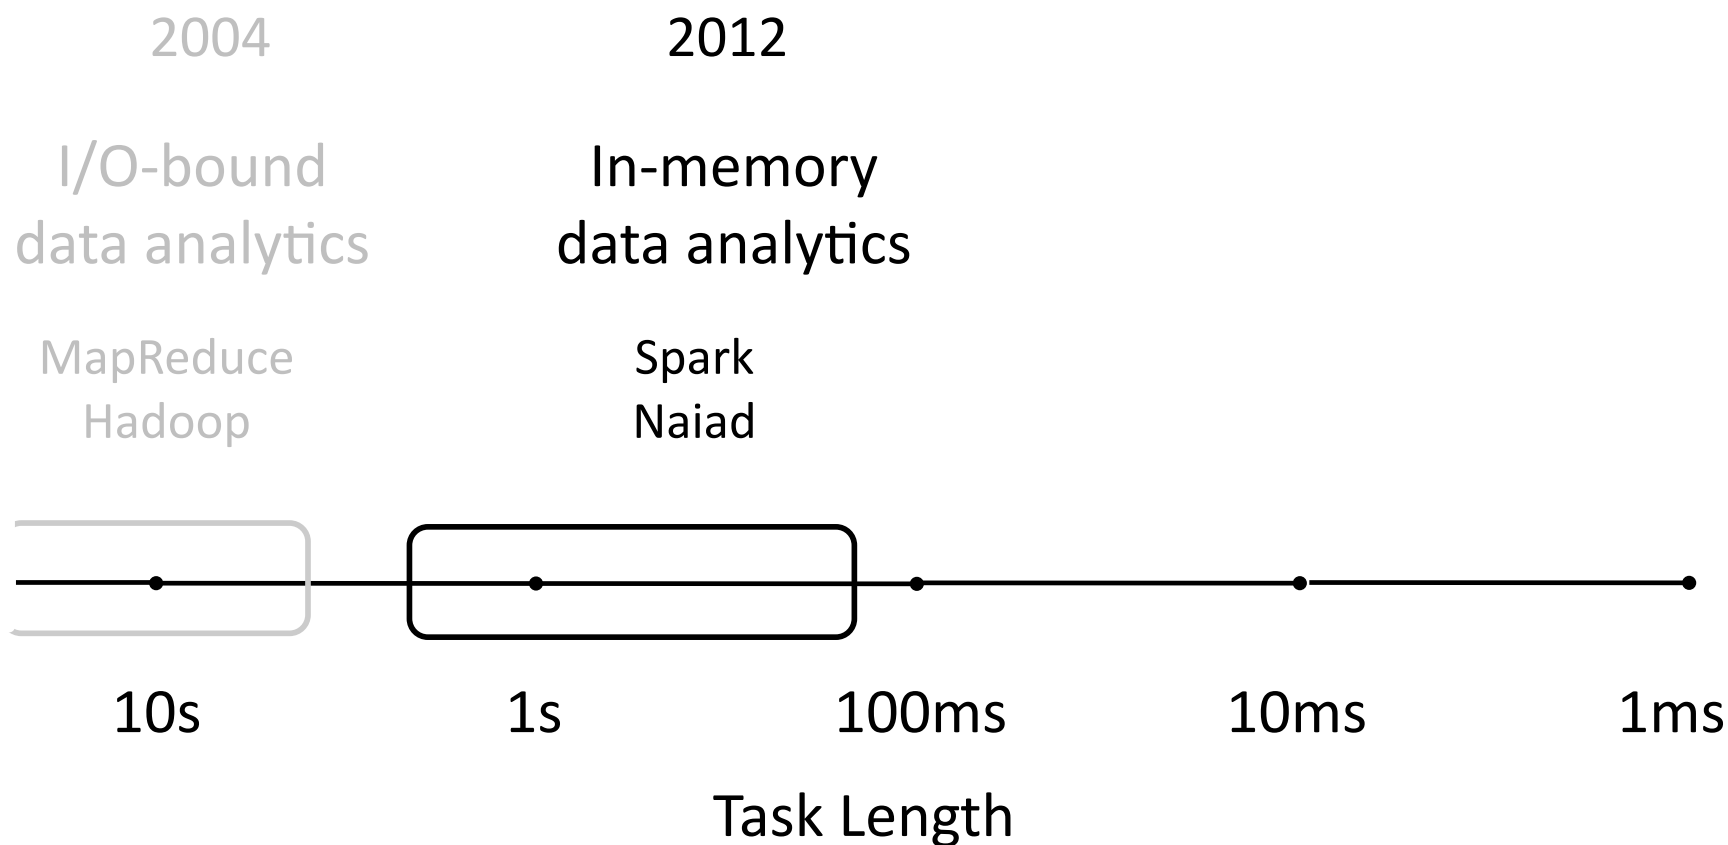 2004
2012
I/O-bound
data analytics
In-memory
data analytics
MapReduce
Hadoop
Spark
Naiad
10s
1s
100ms
10ms
1ms
Task Length